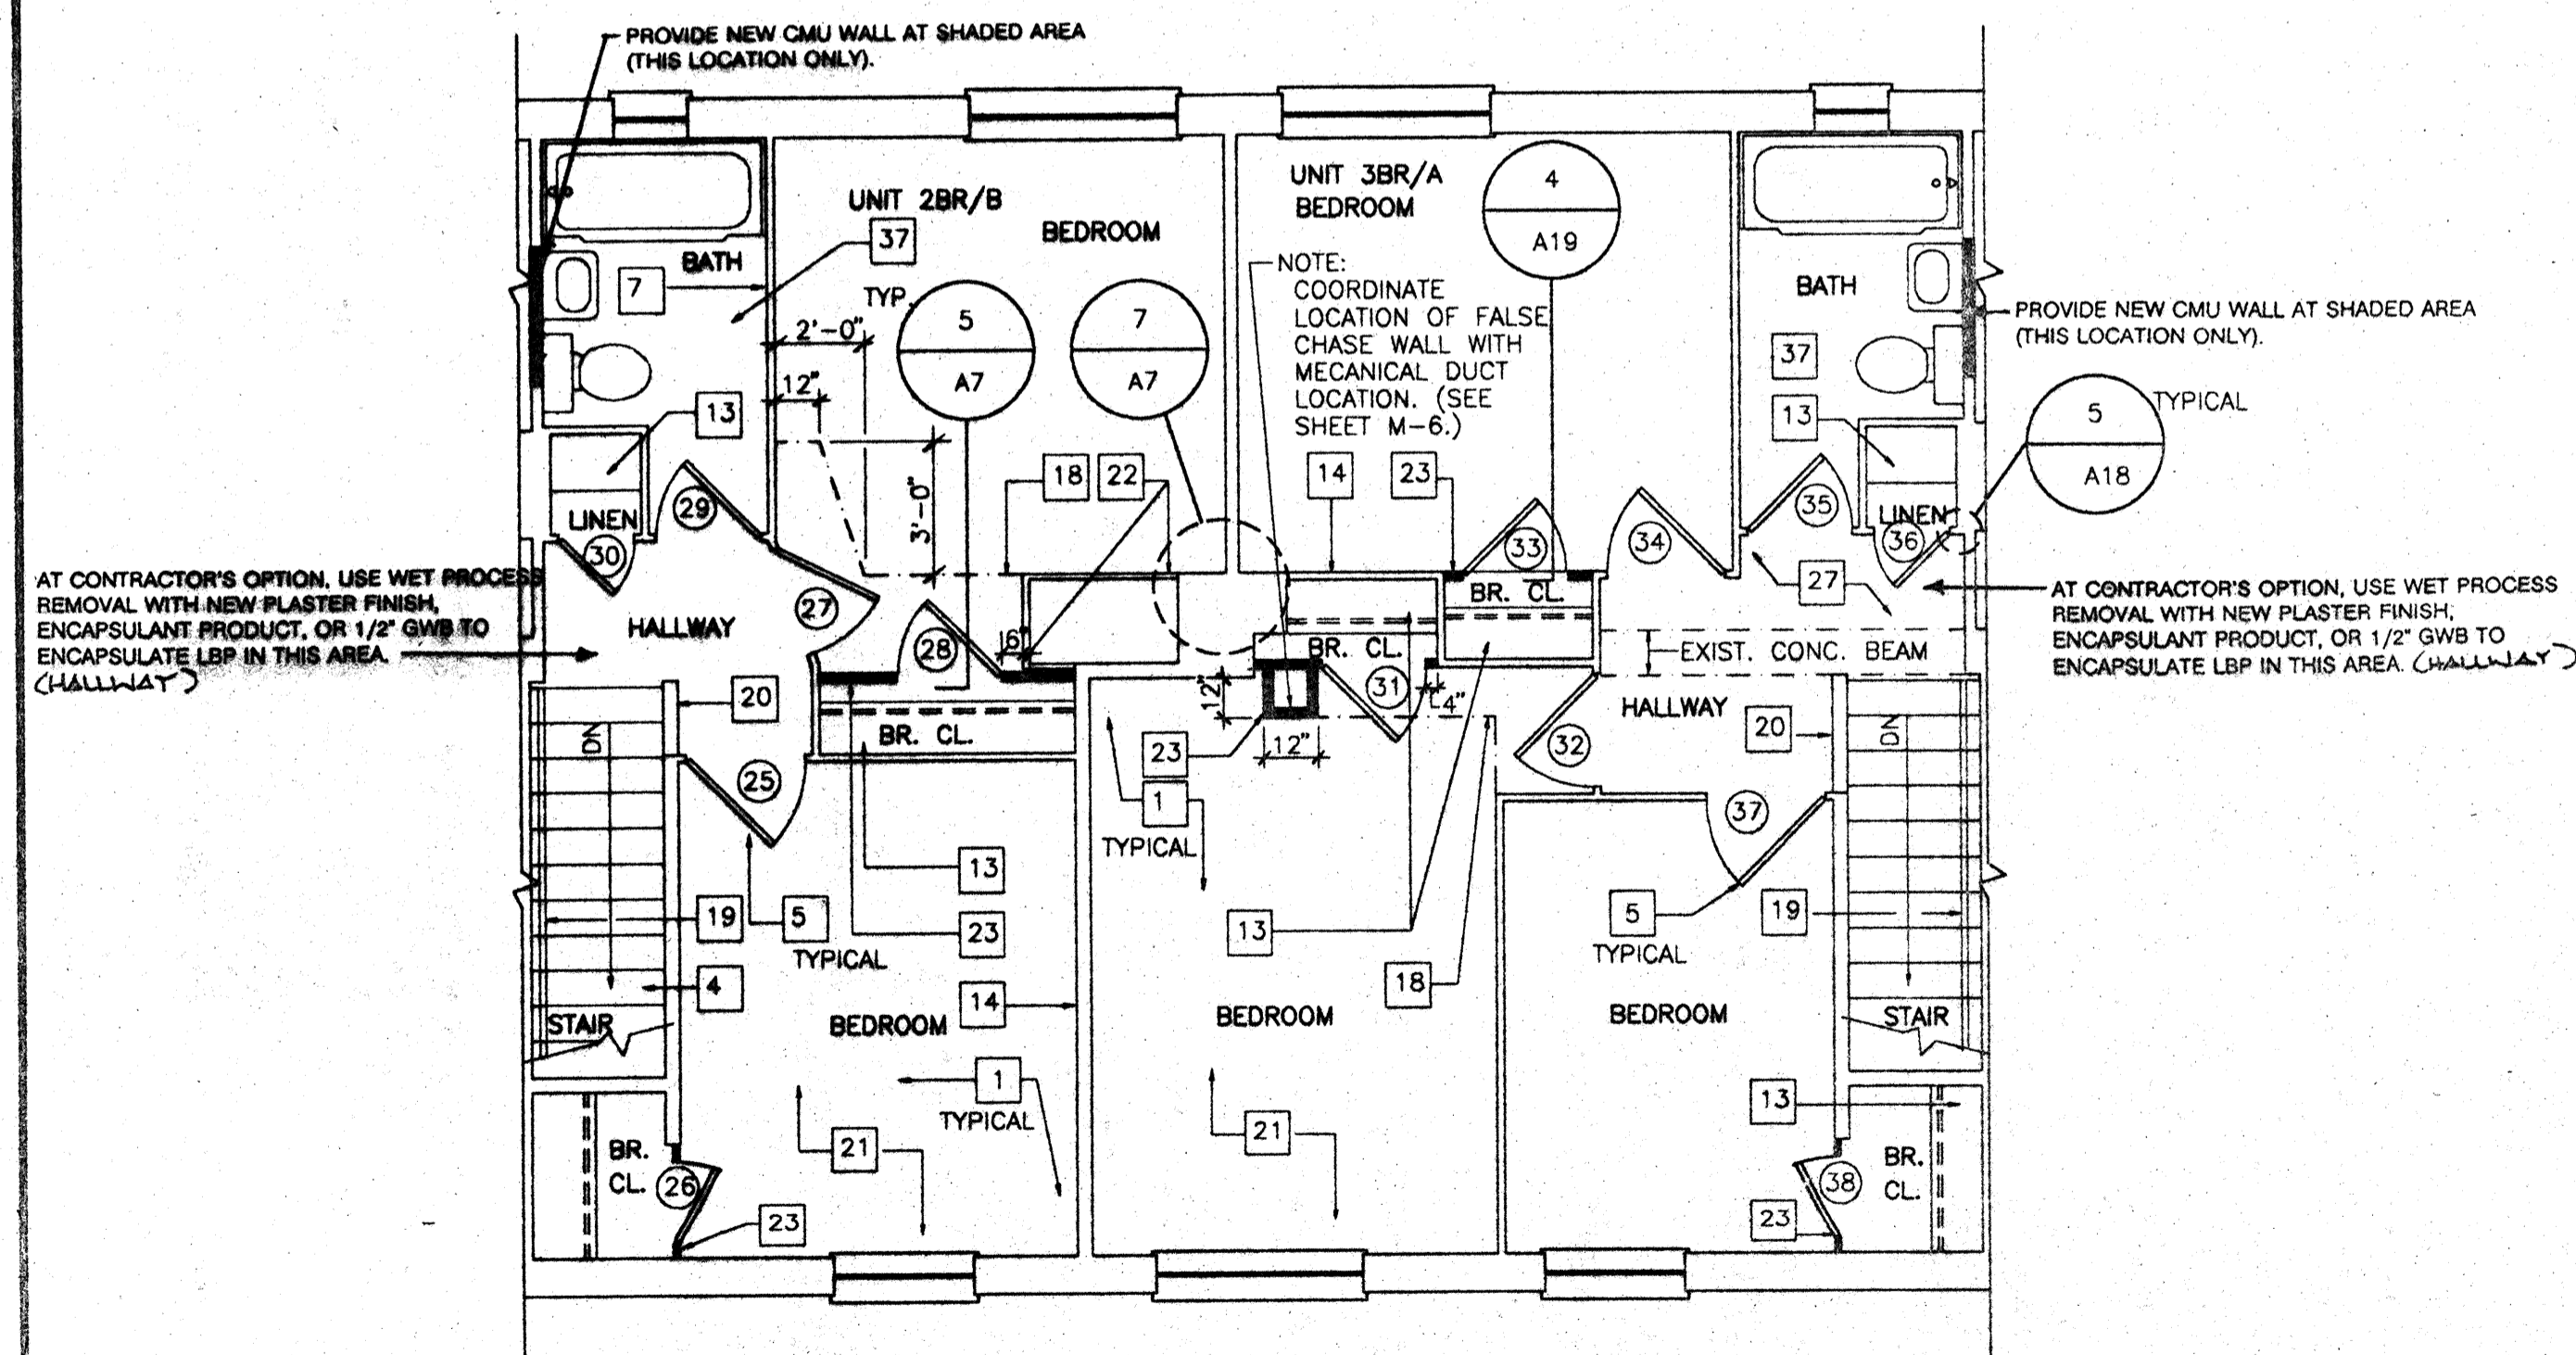 PROVIDE NEW CMU WALL AT SHADED AREA
(THIS LOCATION ONLY).
UNIT 2BR/B
BEDROOM
37
BATH
7
TYP.
2'-0"
12"
3'-0"
5
A7
7
A7
13
LINEN
30
29
18
22
UNIT 3BR/A
BEDROOM
4
A19
NOTE:
COORDINATE
LOCATION OF FALSE
CHASE WALL WITH
MECANICAL DUCT
LOCATION. (SEE
SHEET M-6.)
14
23
33
34
BATH
37
13
35
LINEN
36
PROVIDE NEW CMU WALL AT SHADED AREA
(THIS LOCATION ONLY).
5
A18
TYPICAL
AT CONTRACTOR'S OPTION, USE WET PROCESS
REMOVAL WITH NEW PLASTER FINISH,
ENCAPSULANT PRODUCT, OR 1/2" GWB TO
ENCAPSULATE LBP IN THIS AREA.
(HALLWAY)
HALLWAY
27
28
6"
20
BR. CL.
DN
25
BR. CL.
BR. CL.
31
4"
12"
12"
23
1
TYPICAL
27
EXIST. CONC. BEAM
HALLWAY
20
DN
32
37
AT CONTRACTOR'S OPTION, USE WET PROCESS
REMOVAL WITH NEW PLASTER FINISH,
ENCAPSULANT PRODUCT, OR 1/2" GWB TO
ENCAPSULATE LBP IN THIS AREA. (HALLWAY)
13
19
5
TYPICAL
23
4
14
STAIR
BEDROOM
1
TYPICAL
21
BR.
CL.
26
23
13
18
BEDROOM
21
5
TYPICAL
19
BEDROOM
STAIR
13
BR.
CL.
38
23